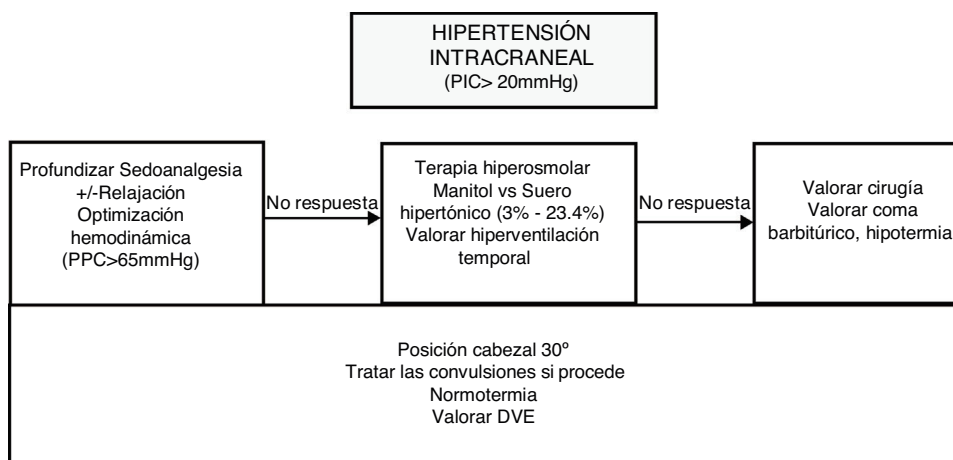 HIPERTENSIÓN
INTRACRANEAL
(PIC> 20mmHg)
Profundizar Sedoanalgesia
+/-Relajación
Optimización
hemodinámica
(PPC>65mmHg)
No respuesta
Terapia hiperosmolar
Manitol vs Suero
hipertónico (3% - 23.4%)
Valorar hiperventilación
temporal
No respuesta
Valorar cirugía
Valorar coma
barbitúrico, hipotermia
Posición cabezal 30º
Tratar las convulsiones si procede
Normotermia
Valorar DVE